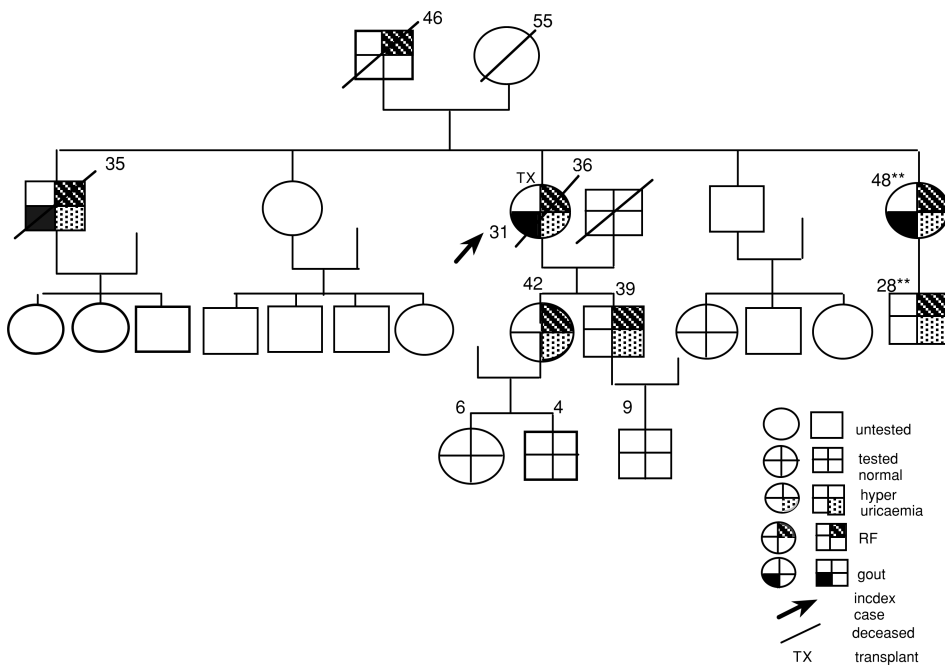 46
55
35
TX
36
48**
31
42
39
28**
6
4
9
untested
tested
normal
hyper
uricaemia
RF
gout
incdex
case
deceased
TX transplant